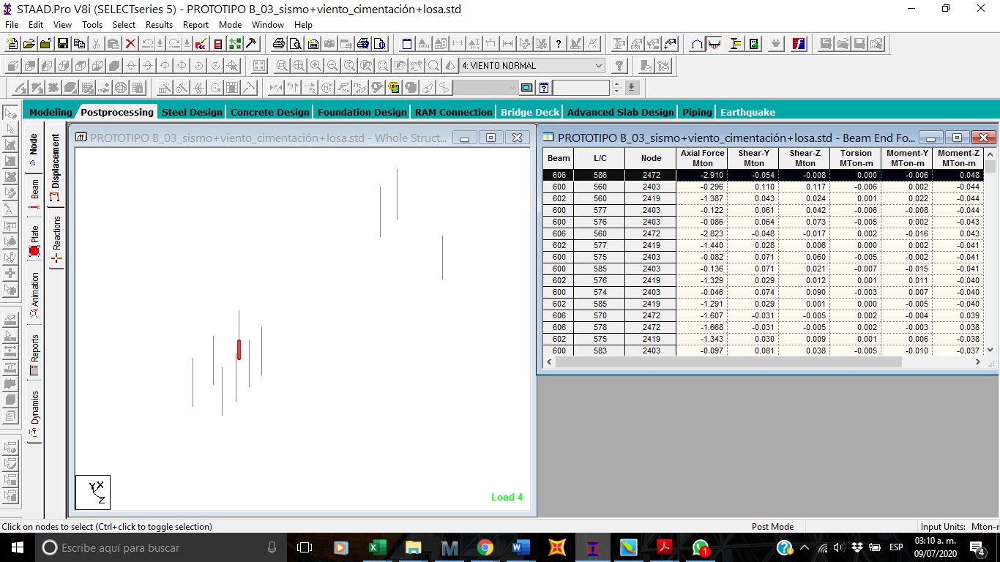 STAAD.Pro V8i (SELECTseries 5) - PROTOTIPO B_03_sismo+viento_cimentación+losa.std
File Edit View Tools Select Results Report Mode Window Help
4: VIENTO NORMAL
Modeling Postprocessing Steel Design Concrete Design Foundation Design RAM Connection Bridge Deck Advanced Slab Design Piping Earthquake
Node
Beam
Plate
Animation
Reports
Dynamics
Displacement
Reactions
PROTOTIPO B_03_sismo+viento_cimentación+losa.std - Whole Struct...
Y X
Z
Load 4
PROTOTIPO B_03_sismo+viento_cimentación+losa.std - Beam End Fo...
Beam L/C Node Axial Force Mton Shear-Y Mton Shear-Z Mton Torsion MTon-m Moment-Y MTon-m Moment-Z MTon-m
606 586 2472 -2.910 -0.054 -0.008 0.000 -0.006 0.048
600 560 2403 -0.296 0.110 0.117 -0.006 0.002 -0.044
602 560 2419 -1.387 0.043 0.024 0.001 0.022 -0.044
600 577 2403 -0.122 0.061 0.042 -0.006 -0.008 -0.044
600 576 2403 -0.086 0.064 0.073 -0.005 0.002 -0.043
606 560 2472 -2.823 -0.048 -0.017 0.002 -0.016 0.043
602 577 2419 -1.440 0.028 0.006 0.000 0.002 -0.041
600 575 2403 -0.082 0.071 0.060 -0.005 -0.002 -0.041
600 585 2403 -0.136 0.071 0.021 -0.007 -0.015 -0.041
602 576 2419 -1.329 0.029 0.012 0.001 0.011 -0.040
600 574 2403 -0.046 0.074 0.090 -0.003 0.007 -0.040
602 585 2419 -1.291 0.029 0.001 0.000 -0.005 -0.040
606 570 2472 -1.607 -0.031 -0.005 0.002 -0.004 0.039
606 578 2472 -1.668 -0.031 -0.005 0.002 -0.003 0.038
602 575 2419 -1.343 0.030 0.009 0.001 0.006 -0.038
600 583 2403 -0.097 0.081 0.038 -0.005 -0.010 -0.037
Click on nodes to select (Ctrl+click to toggle selection) Post Mode Input Units: Mton-m
Escribe aquí para buscar
1
ESP
03:10 a. m.
09/07/2020
4